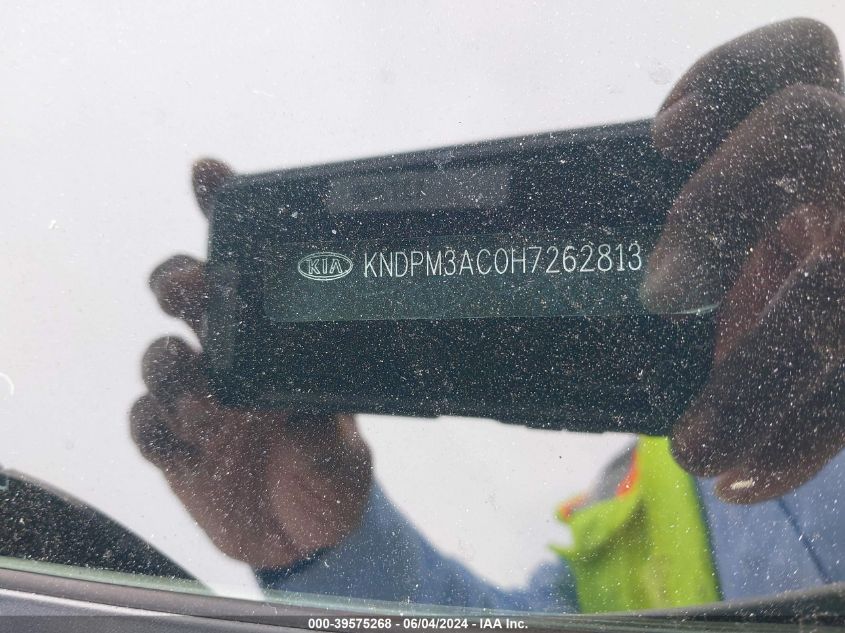 KIA KNDPM3AC0H7262813
000-39575268 - 06/04/2024 - IAA Inc.